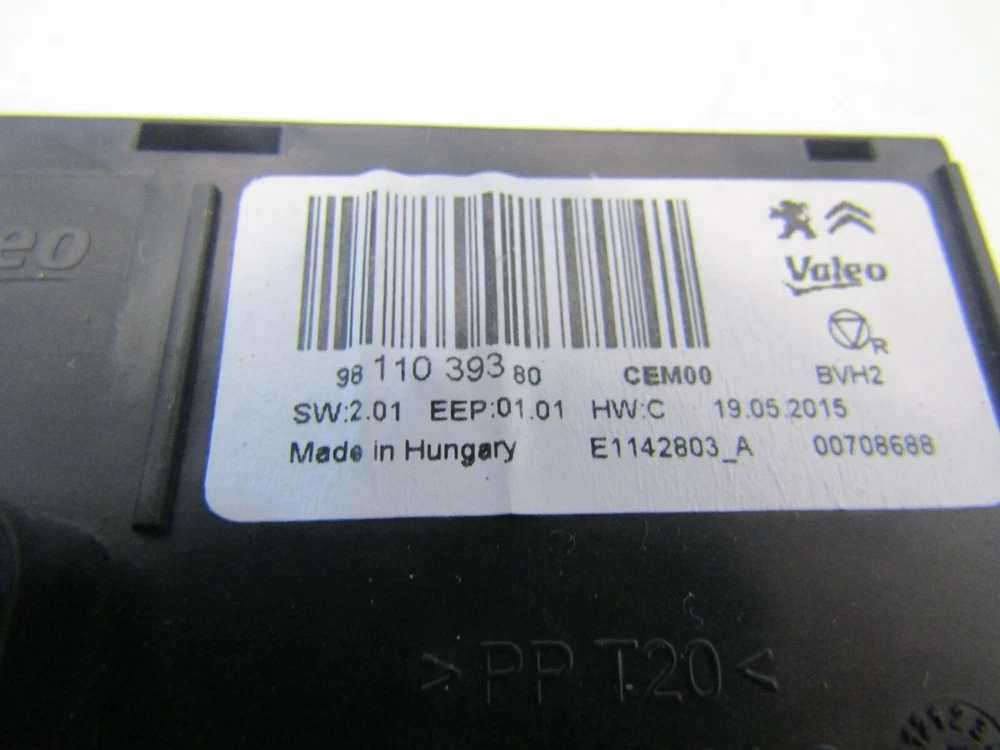 eo
Valeo
R
98 110 393 80 CEM00 BVH2
SW:2.01 EEP:01.01 HW:C 19.05.2015
Made in Hungary E1142803_A 00708688
>PP T20<